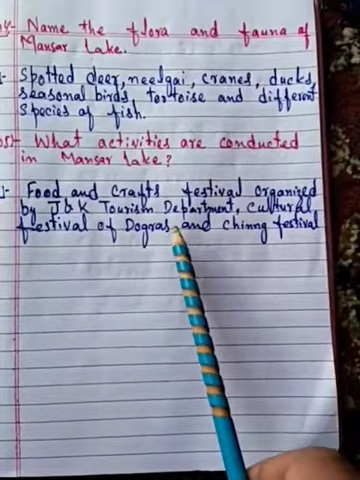 Name the flora and fauna of
Mansar Lake.
Spotted deer, neelgai, cranes, ducks,
seasonal birds tortoise and different
species of fish.
What activities are conducted
in Mansar lake?
Food and Crafts festival organized
by J&K Tourism Department, Cultural
festival of Dogras and Chinng festival